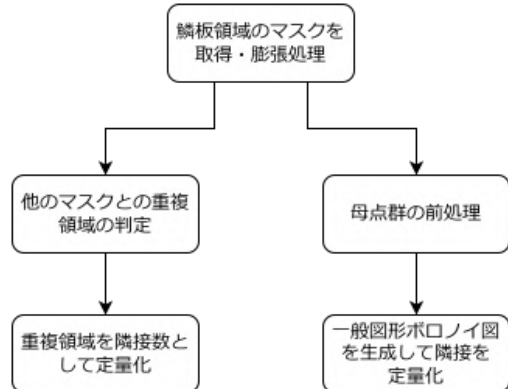 鱗板領域のマスクを
取得・膨張処理
他のマスクとの重複
領域の判定
母点群の前処理
重複領域を隣接数と
して定量化
一般図形ボロノイ図
を生成して隣接を
定量化